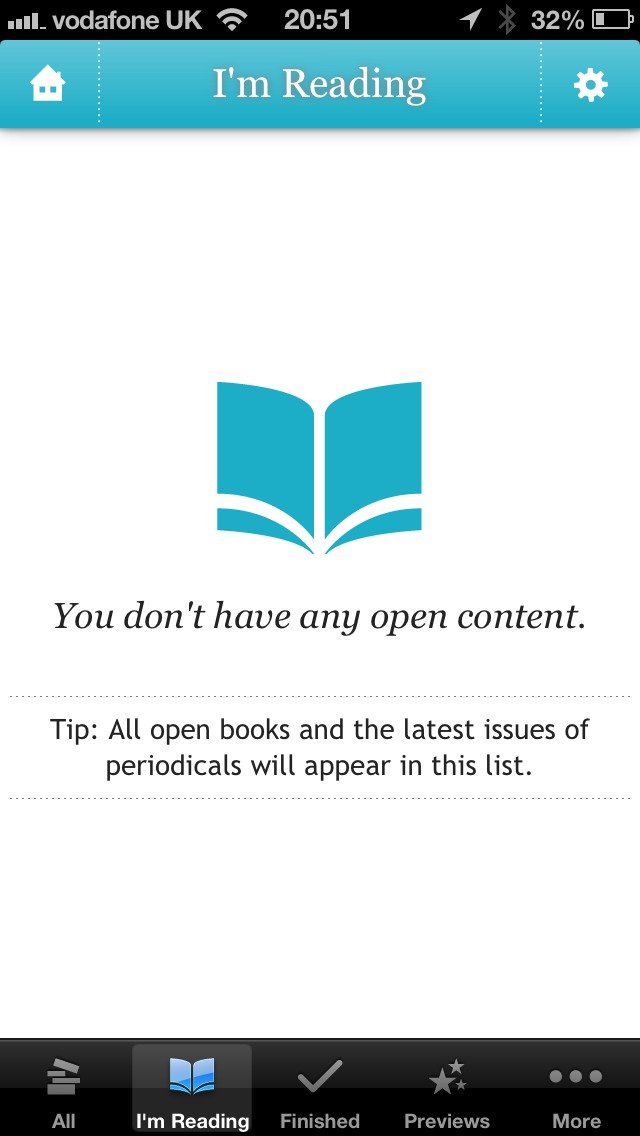 vodafone UK 20:51 32%
I'm Reading
You don't have any open content.
Tip: All open books and the latest issues of
periodicals will appear in this list.
All I'm Reading Finished Previews More